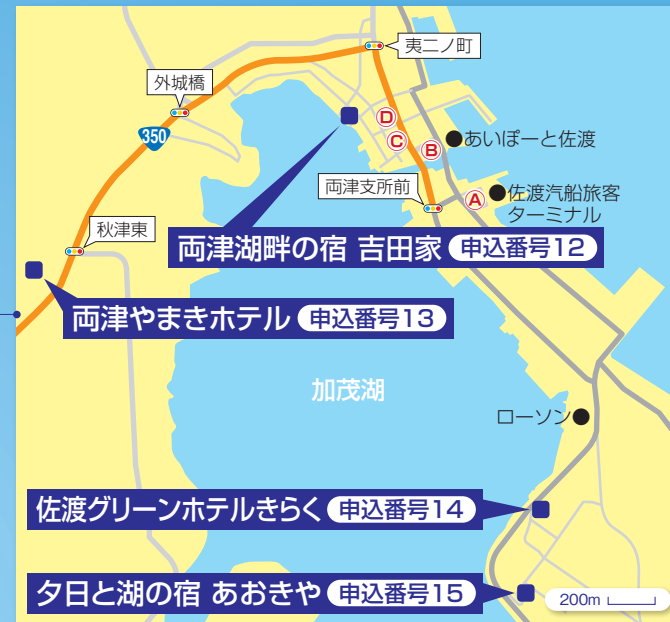 夷二ノ町
外城橋
350
D
C
B
あいぽーと佐渡
両津支所前
A
佐渡汽船旅客
ターミナル
秋津東
両津湖畔の宿 吉田家 申込番号12
両津やまきホテル 申込番号13
加茂湖
ローソン
佐渡グリーンホテルきらく 申込番号14
夕日と湖の宿 あおきや 申込番号15
200m